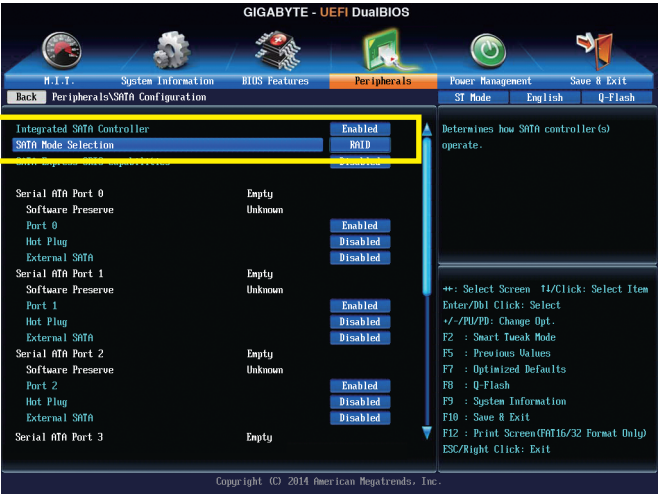 GIGABYTE - UEFI DualBIOS
M.I.T. System Information BIOS Features Peripherals Power Management Save & Exit
Back Peripherals\SATA Configuration ST Mode English Q-Flash
Integrated SATA Controller Enabled
SATA Mode Selection RAID
SATA Express SRIS Capabilities Disabled
Serial ATA Port 0 Empty
Software Preserve Unknown
Port 0 Enabled
Hot Plug Disabled
External SATA Disabled
Serial ATA Port 1 Empty
Software Preserve Unknown
Port 1 Enabled
Hot Plug Disabled
External SATA Disabled
Serial ATA Port 2 Empty
Software Preserve Unknown
Port 2 Enabled
Hot Plug Disabled
External SATA Disabled
Serial ATA Port 3 Empty
Determines how SATA controller(s)
operate.
→←: Select Screen ↑↓/Click: Select Item
Enter/Dbl Click: Select
+/-/PU/PD: Change Opt.
F2 : Smart Tweak Mode
F5 : Previous Values
F7 : Optimized Defaults
F8 : Q-Flash
F9 : System Information
F10 : Save & Exit
F12 : Print Screen(FAT16/32 Format Only)
ESC/Right Click: Exit
Copyright (C) 2014 American Megatrends, Inc.